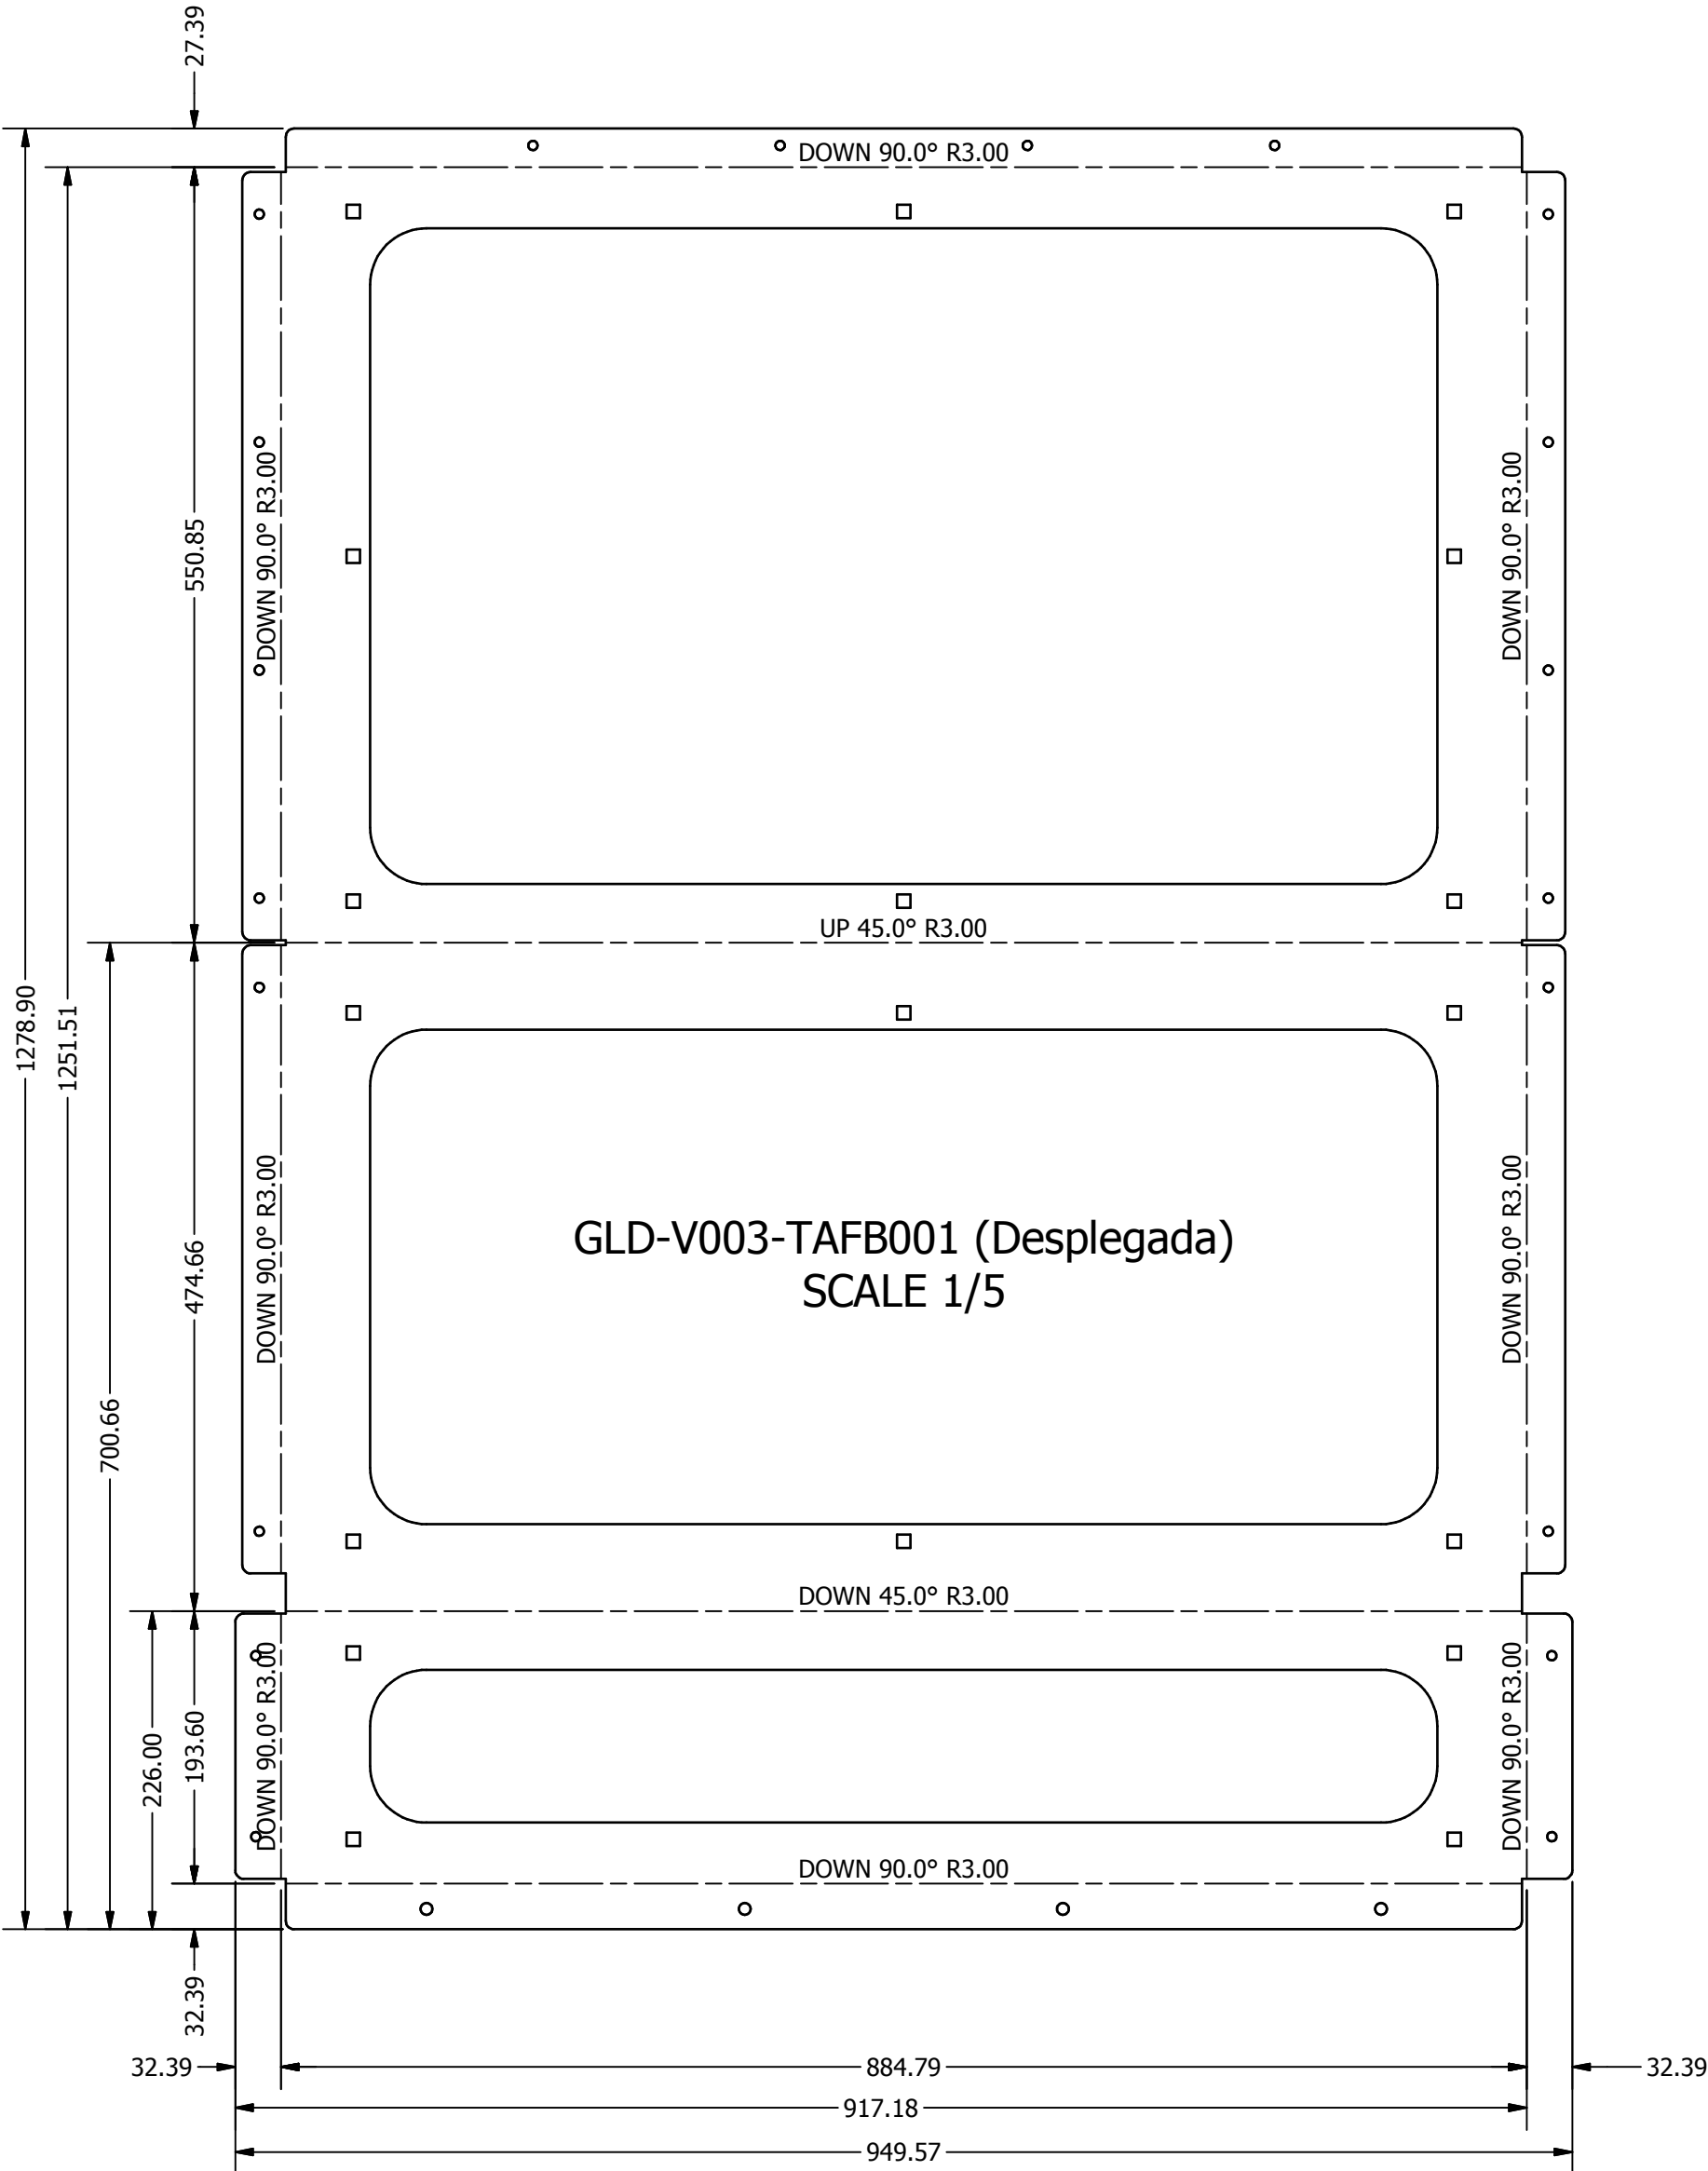 27.39
DOWN 90.0° R3.00
DOWN 90.0° R3.00
DOWN 90.0° R3.00
550.85
UP 45.0° R3.00
1278.90
1251.51
700.66
474.66
DOWN 90.0° R3.00
DOWN 90.0° R3.00
GLD-V003-TAFB001 (Desplegada)
SCALE 1/5
DOWN 45.0° R3.00
226.00
193.60
DOWN 90.0° R3.00
DOWN 90.0° R3.00
DOWN 90.0° R3.00
32.39
32.39
884.79
32.39
917.18
949.57